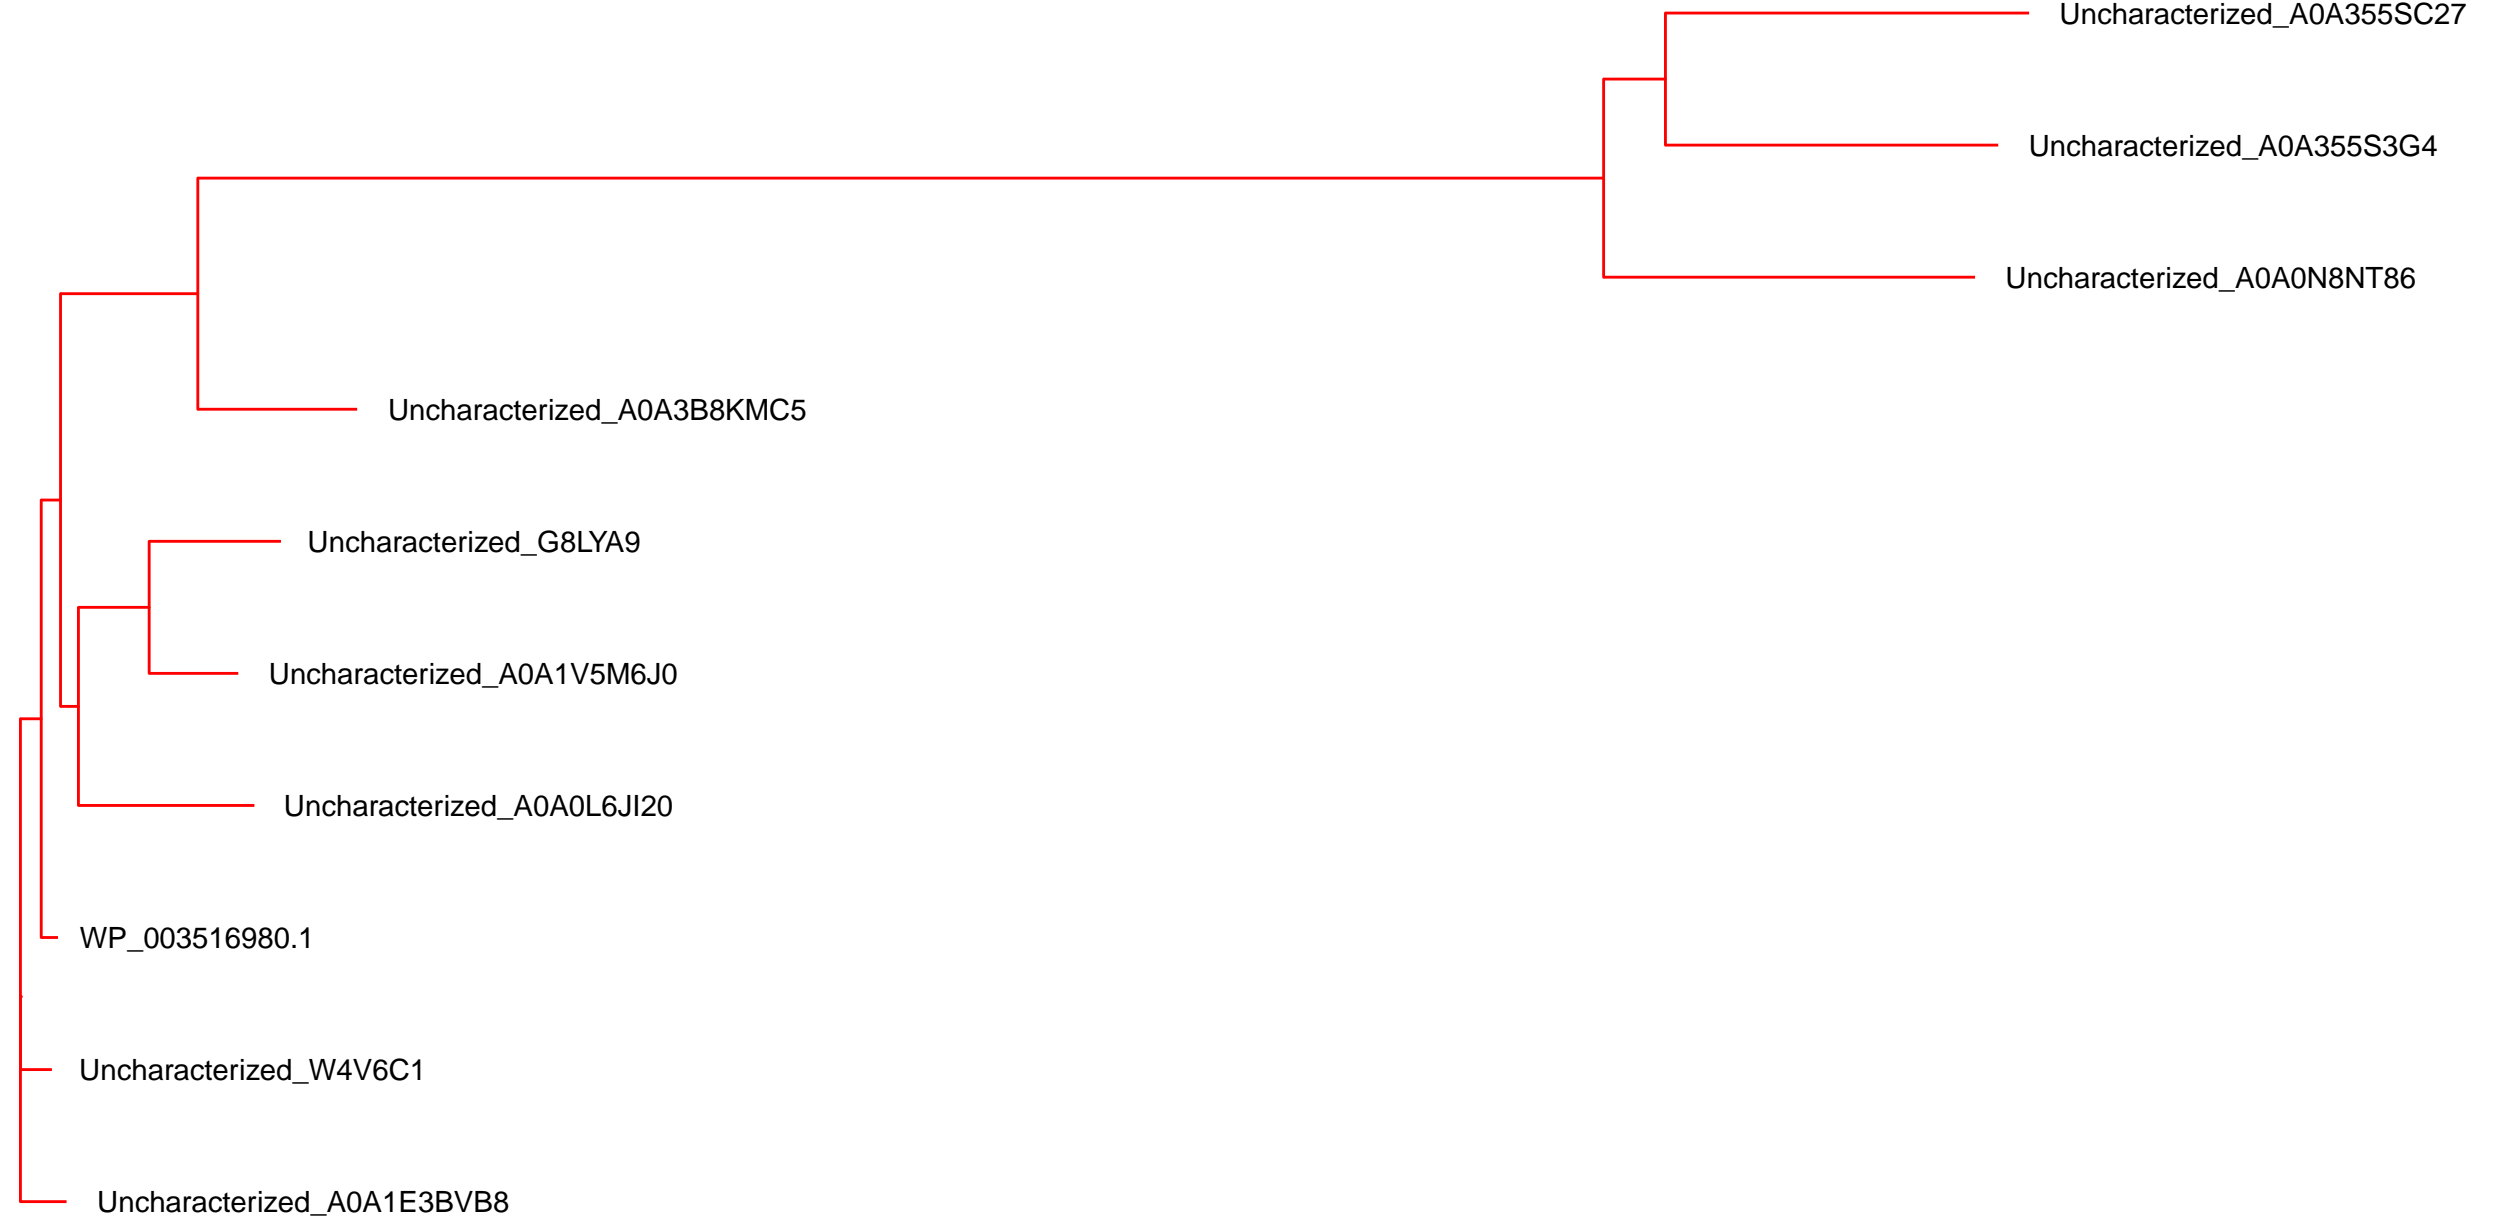 Uncharacterized_A0A355SC27
Uncharacterized_A0A355S3G4
Uncharacterized_A0A0N8NT86
Uncharacterized_A0A3B8KMC5
Uncharacterized_G8LYA9
Uncharacterized_A0A1V5M6J0
Uncharacterized_A0A0L6JI20
WP_003516980.1
Uncharacterized_W4V6C1
Uncharacterized_A0A1E3BVB8